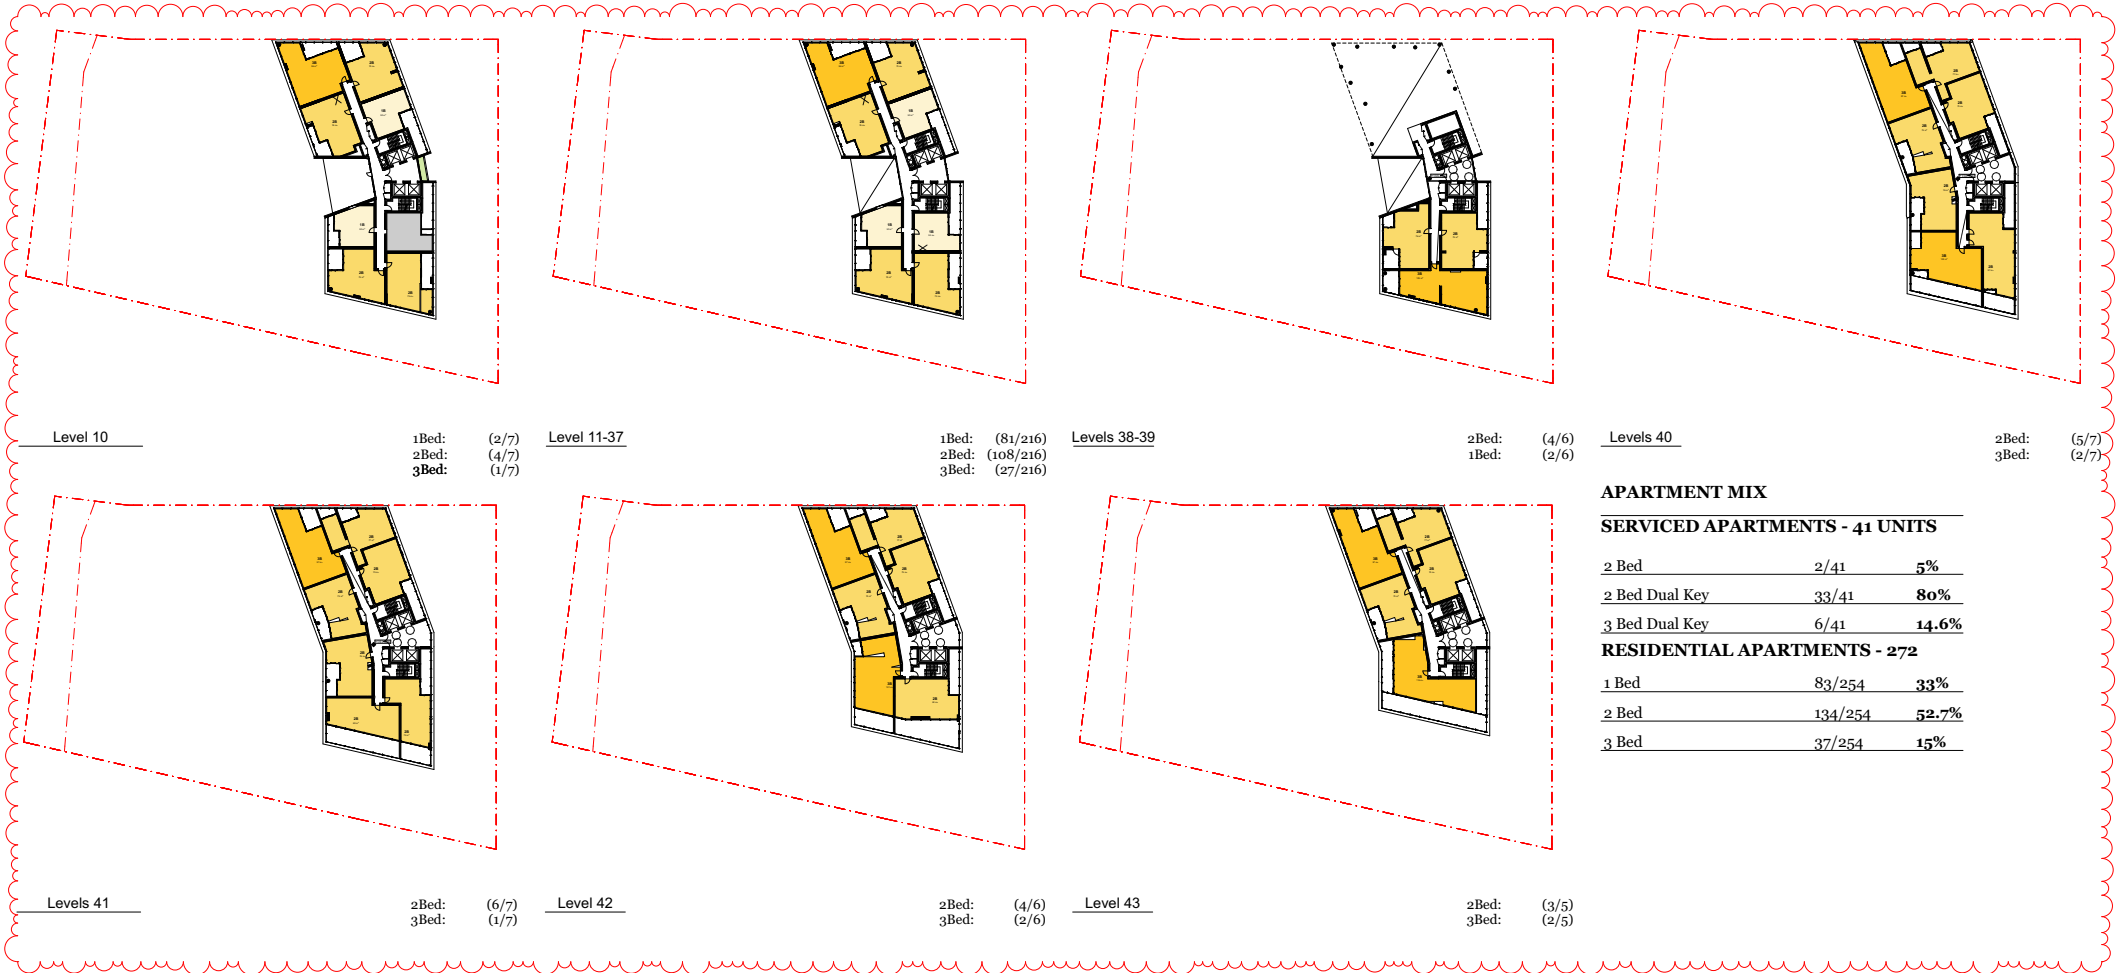 Level 10
1Bed: (2/7)
2Bed: (4/7)
3Bed: (1/7)
Level 11-37
1Bed: (81/216)
2Bed: (108/216)
3Bed: (27/216)
Levels 38-39
2Bed: (4/6)
1Bed: (2/6)
Levels 40
2Bed: (5/7)
3Bed: (2/7)
APARTMENT MIX
SERVICED APARTMENTS - 41 UNITS
2 Bed 2/41 5%
2 Bed Dual Key 33/41 80%
3 Bed Dual Key 6/41 14.6%
RESIDENTIAL APARTMENTS - 272
1 Bed 83/254 33%
2 Bed 134/254 52.7%
3 Bed 37/254 15%
Levels 41
2Bed: (6/7)
3Bed: (1/7)
Level 42
2Bed: (4/6)
3Bed: (2/6)
Level 43
2Bed: (3/5)
3Bed: (2/5)